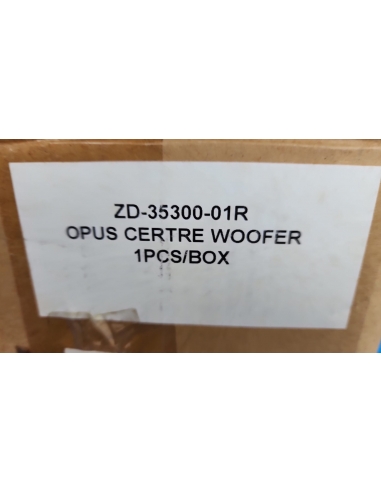 ZD-35300-01R
OPUS CERTRE WOOFER
1PCS/BOX